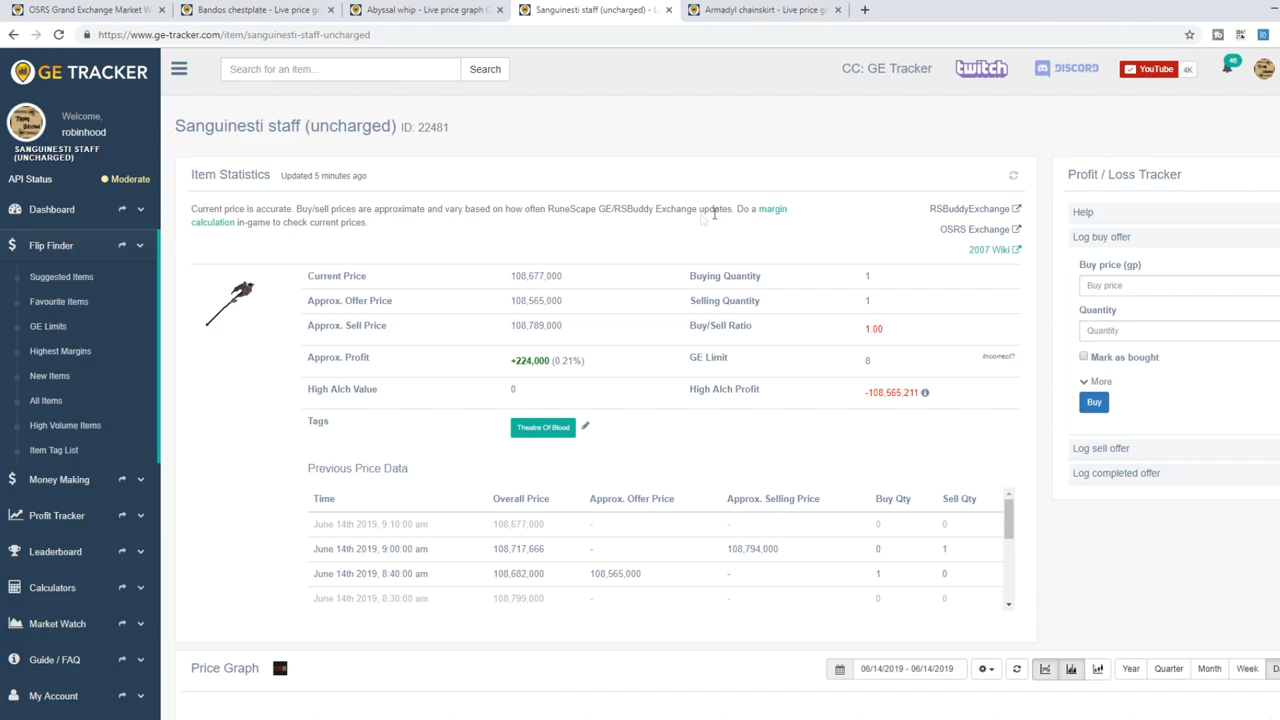 OSRS Grand Exchange Market W
Bandos chestplate - Live price gr
Abyssal whip - Live price graph
Sanguinesti staff (uncharged) - L
Armadyl chainskirt - Live price g
https://www.ge-tracker.com/item/sanguinesti-staff-uncharged
GE TRACKER
Search for an item...
Search
CC: GE Tracker
twitch
DISCORD
YouTube
4K
46
Welcome,
robinhood
SANGUINESTI STAFF
(UNCHARGED)
API Status
Moderate
Dashboard
Flip Finder
Suggested Items
Favourite Items
GE Limits
Highest Margins
New Items
All Items
High Volume Items
Item Tag List
Money Making
Profit Tracker
Leaderboard
Calculators
Market Watch
Guide / FAQ
My Account
Sanguinesti staff (uncharged) ID: 22481
Item Statistics Updated 5 minutes ago
Current price is accurate. Buy/sell prices are approximate and vary based on how often RuneScape GE/RSBuddy Exchange updates. Do a margin
calculation in-game to check current prices.
RSBuddyExchange
OSRS Exchange
2007 Wiki
Current Price 108,677,000 Buying Quantity 1
Approx. Offer Price 108,565,000 Selling Quantity 1
Approx. Sell Price 108,789,000 Buy/Sell Ratio 1.00
Approx. Profit +224,000 (0.21%) GE Limit 8 Incorrect?
High Alch Value 0 High Alch Profit -108,565,211
Tags Theatre Of Blood
Previous Price Data
Time Overall Price Approx. Offer Price Approx. Selling Price Buy Qty Sell Qty
June 14th 2019, 9:10:00 am 108,677,000 - - 0 0
June 14th 2019, 9:00:00 am 108,717,666 - 108,794,000 0 1
June 14th 2019, 8:40:00 am 108,682,000 108,565,000 - 1 0
June 14th 2019, 8:30:00 am 108,799,000 - - 0 0
Price Graph
06/14/2019 - 06/14/2019
Year Quarter Month Week Da
Profit / Loss Tracker
Help
Log buy offer
Buy price (gp)
Buy price
Quantity
Quantity
Mark as bought
More
Buy
Log sell offer
Log completed offer